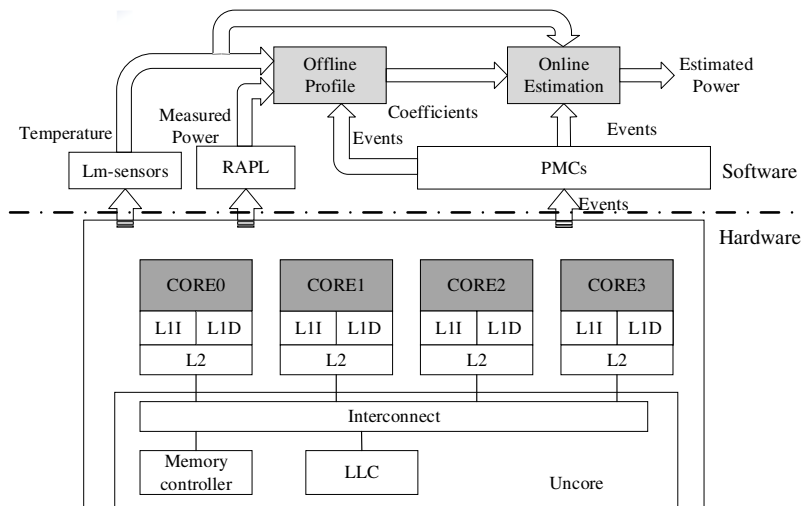 Offline
Profile
Online
Estimation
Estimated
Power
Coefficients
Temperature
Measured
Power
Events
Events
Lm-sensors
RAPL
PMCs
Software
Events
Hardware
CORE0
CORE1
CORE2
CORE3
L1I
L1D
L1I
L1D
L1I
L1D
L1I
L1D
L2
L2
L2
L2
Interconnect
Memory
controller
LLC
Uncore